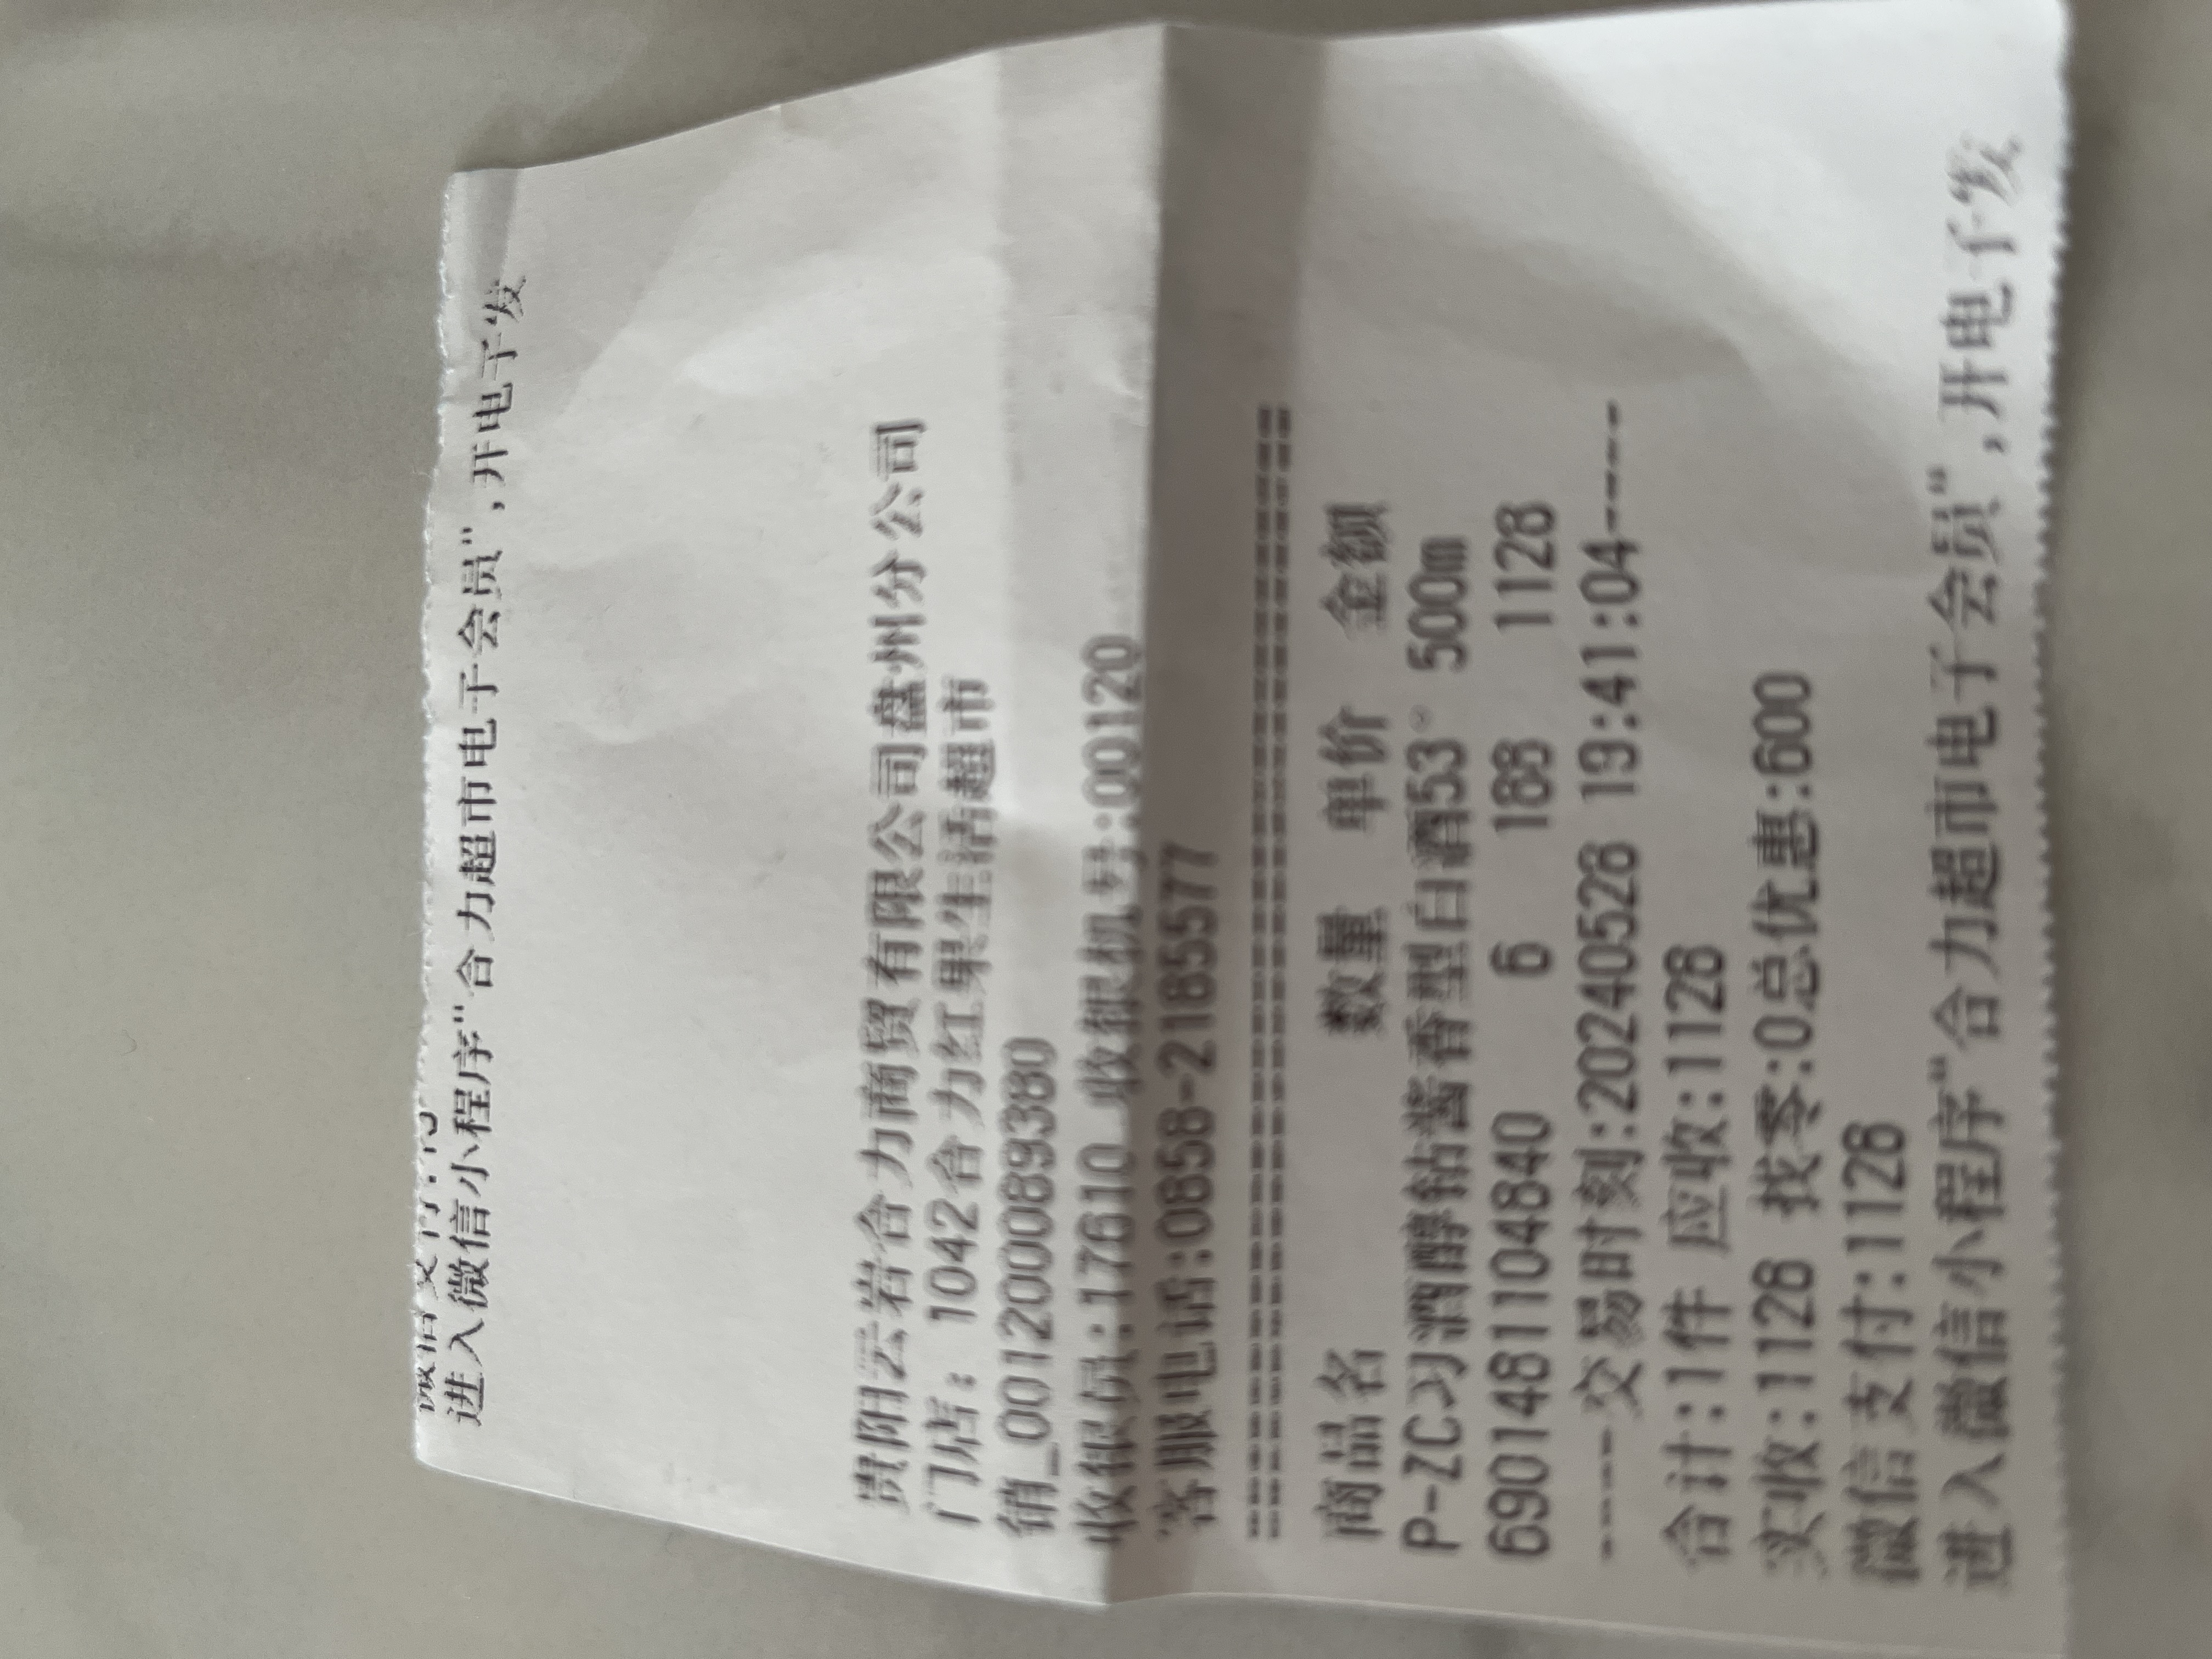 进入微信小程序"合力超市电子会员",开电子发
贵阳云岩合力商贸有限公司盘州分公司
门店: 1042合力红果生活超市
销_0012000089380
收银员:17610 收银机号:00120
客服电话:0858-2185577
================================
商品名 数量 单价 金额
P-ZC习酒醇钻酱香型白酒53° 500m
6901481104840 6 188 1128
----交易时刻:20240528 19:41:04----
合计:1件 应收:1128
实收:1128 找零:0总优惠:600
微信支付:1128
进入微信小程序"合力超市电子会员",开电子发